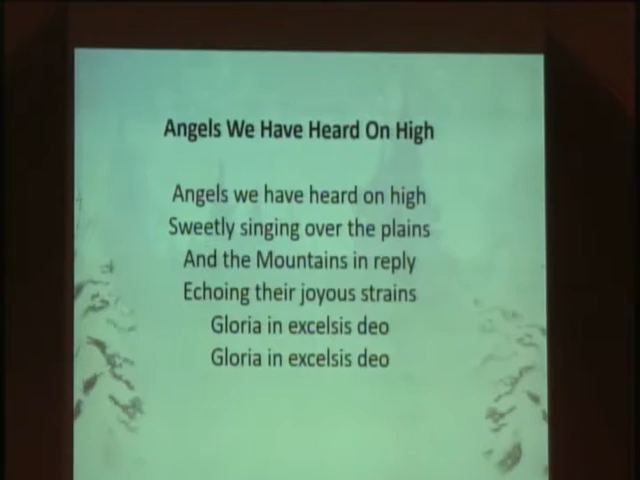 Angels We Have Heard On High
Angels we have heard on high
Sweetly singing over the plains
And the Mountains in reply
Echoing their joyous strains
Gloria in excelsis deo
Gloria in excelsis deo